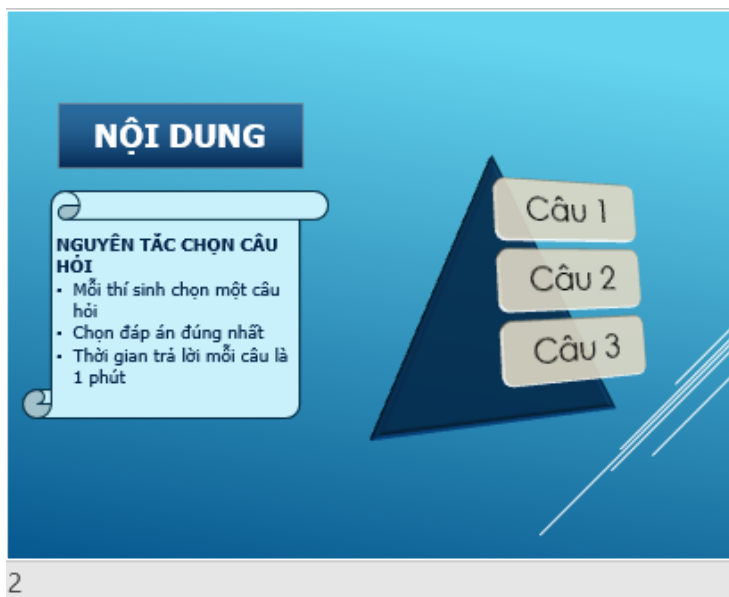 NỘI DUNG
NGUYÊN TẮC CHỌN CÂU
HỎI
• Mỗi thí sinh chọn một câu
hỏi
• Chọn đáp án đúng nhất
• Thời gian trả lời mỗi câu là
1 phút
Câu 1
Câu 2
Câu 3
2